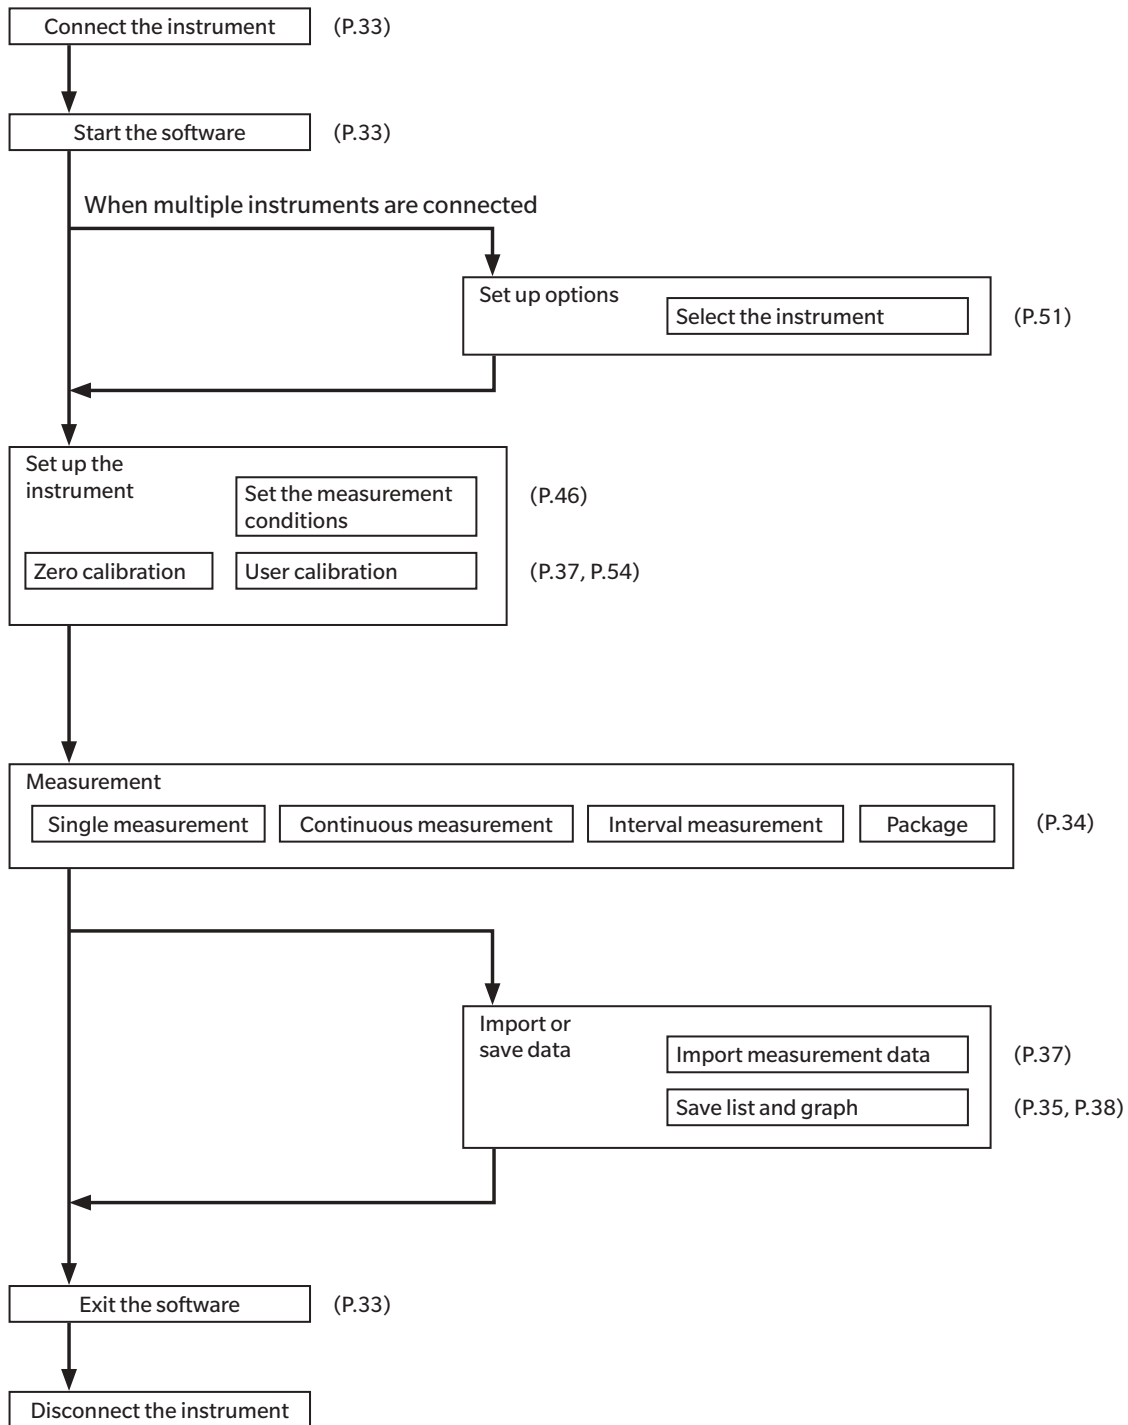 Connect the instrument (P.33)
Start the software (P.33)
When multiple instruments are connected
Set up options
Select the instrument (P.51)
Set up the
instrument
Set the measurement
conditions
(P.46)
Zero calibration User calibration (P.37, P.54)
Measurement
Single measurement Continuous measurement Interval measurement Package (P.34)
Import or
save data
Import measurement data (P.37)
Save list and graph (P.35, P.38)
Exit the software (P.33)
Disconnect the instrument